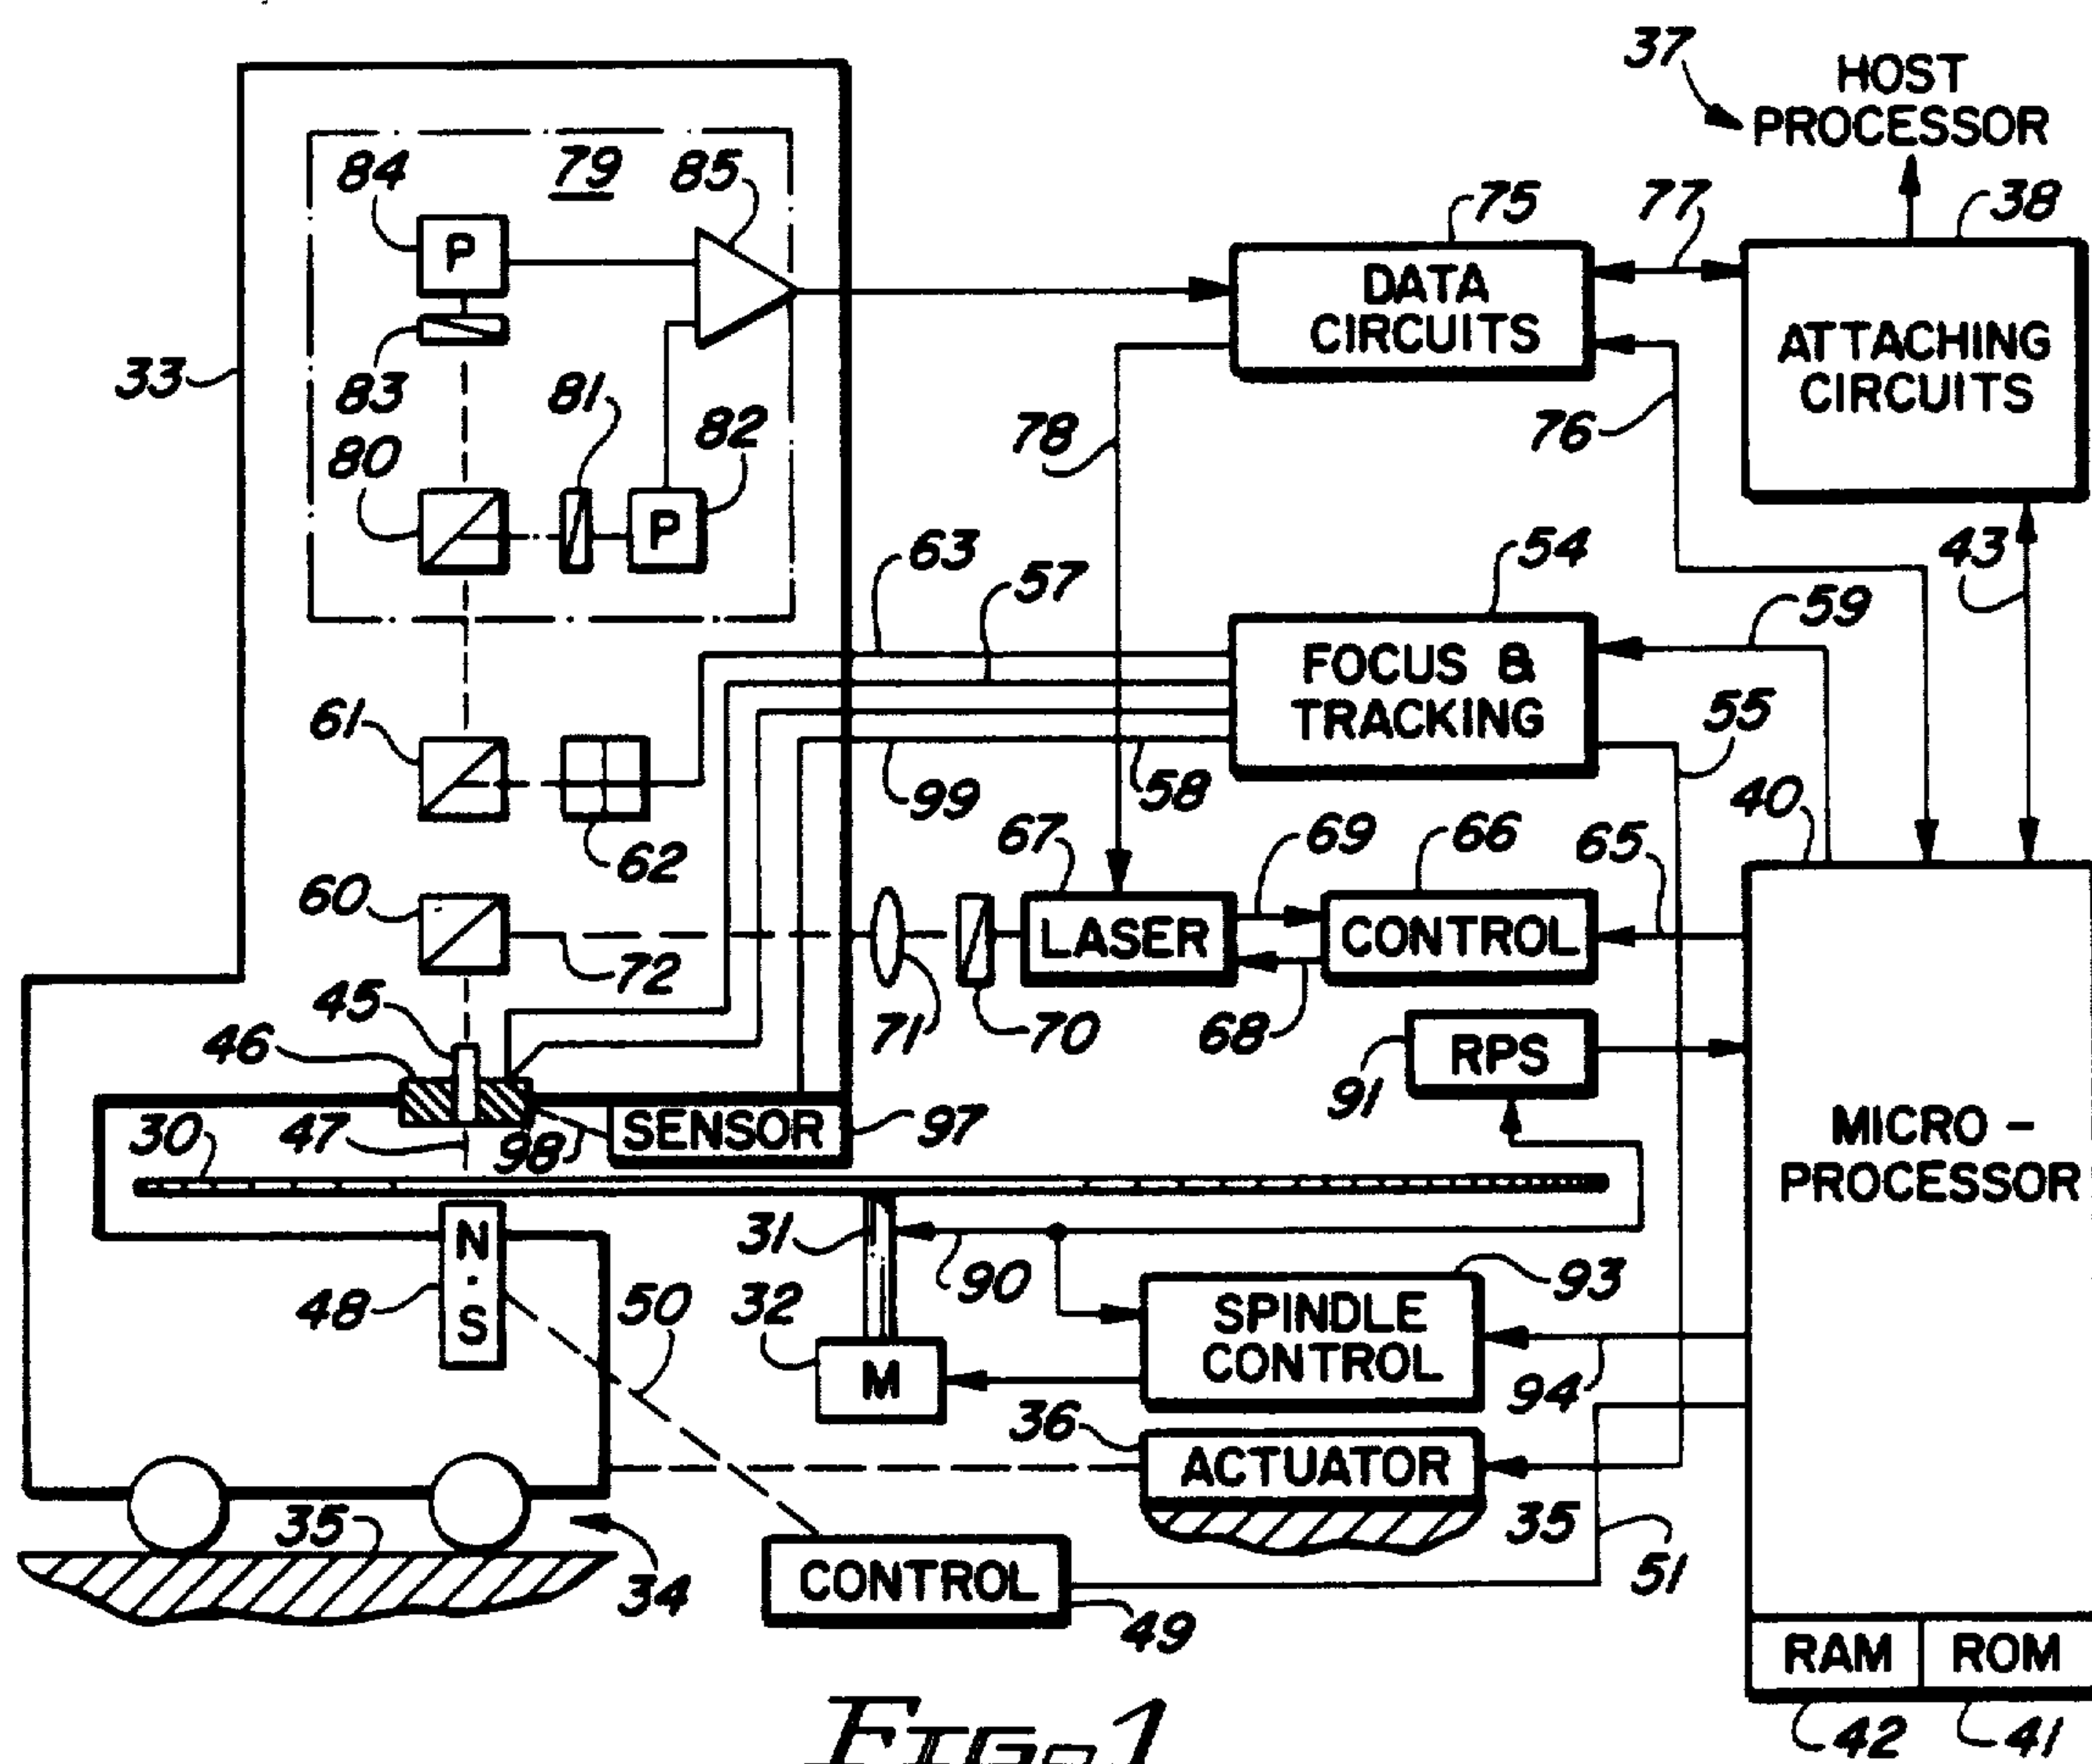 37
HOST
PROCESSOR
84
79
85
75
77
38
P
DATA
CIRCUITS
ATTACHING
CIRCUITS
33
83
81
82
78
76
80
P
63
57
54
43
59
FOCUS &
TRACKING
61
55
99
58
40
62
67
69
66
65
60
LASER
CONTROL
72
45
46
71
70
68
RPS
91
30
47
98
SENSOR
97
MICRO -
PROCESSOR
N
S
48
50
31
32
90
93
SPINDLE
CONTROL
M
94
36
ACTUATOR
35
35
34
CONTROL
49
51
RAM
ROM
42
41
FIG. 1